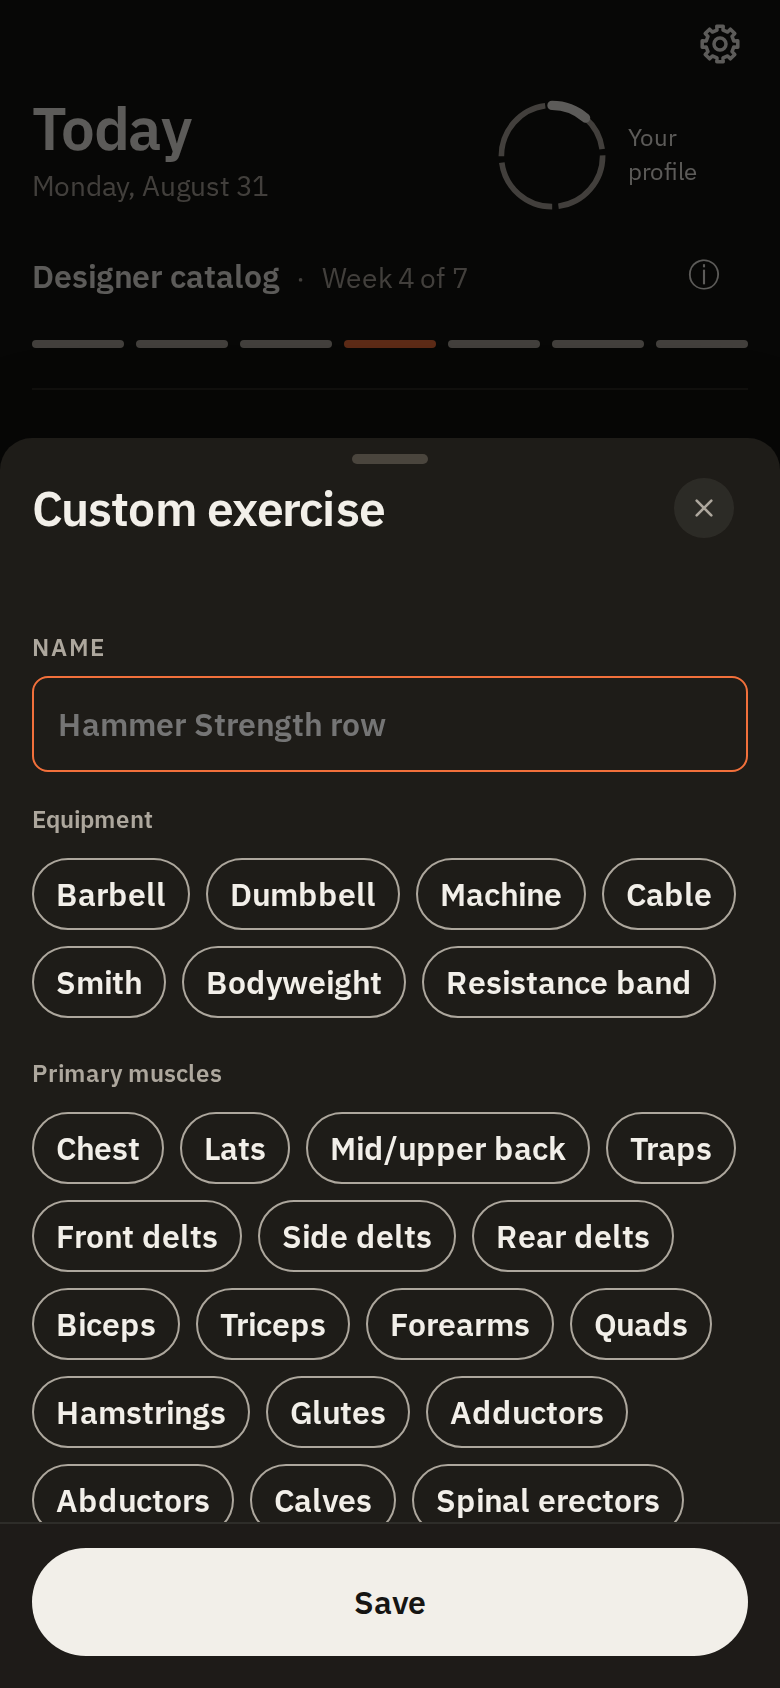 Today
Monday, August 31
Your
profile
Designer catalog · Week 4 of 7
Custom exercise
NAME
Hammer Strength row
Equipment
Barbell Dumbbell Machine Cable
Smith Bodyweight Resistance band
Primary muscles
Chest Lats Mid/upper back Traps
Front delts Side delts Rear delts
Biceps Triceps Forearms Quads
Hamstrings Glutes Adductors
Abductors Calves Spinal erectors
Save